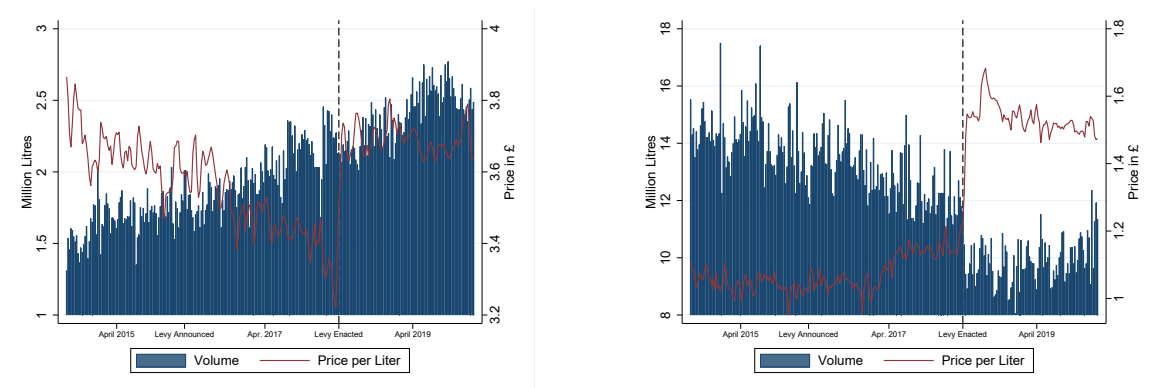 3
2.5
2
1.5
1
Million Litres
4
3.8
3.6
3.4
3.2
Price in £
April 2015 Levy Announced Apr. 2017 Levy Enacted April 2019
Volume Price per Liter
18
16
14
12
10
8
Million Litres
1.8
1.6
1.4
1.2
1
Price in £
April 2015 Levy Announced Apr. 2017 Levy Enacted April 2019
Volume Price per Liter